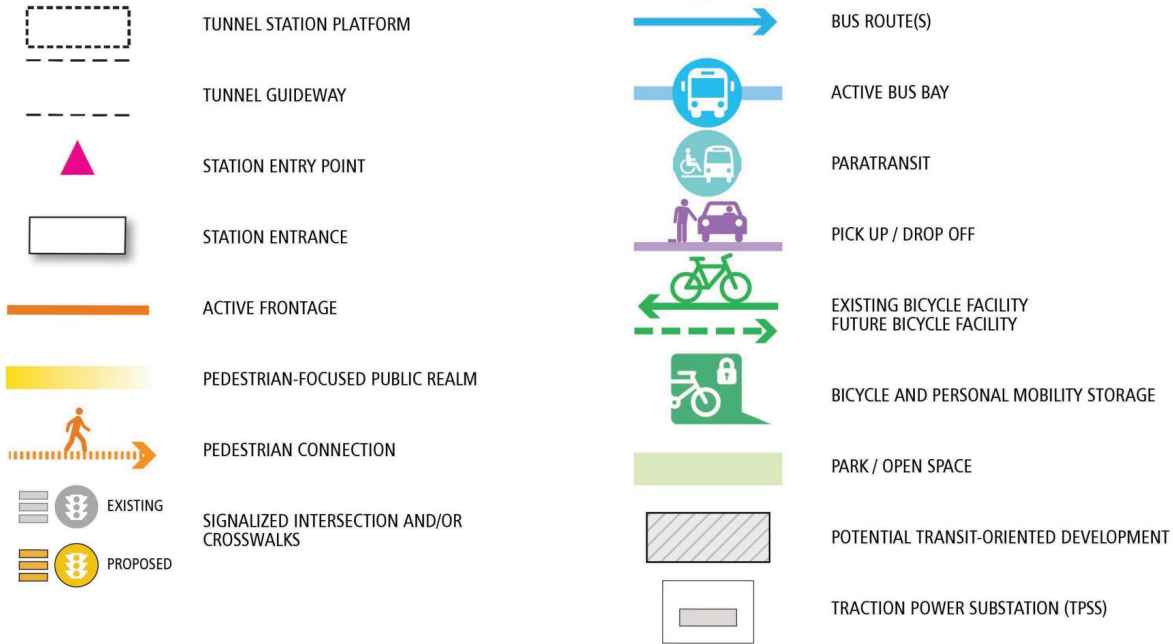 TUNNEL STATION PLATFORM
TUNNEL GUIDEWAY
STATION ENTRY POINT
STATION ENTRANCE
ACTIVE FRONTAGE
PEDESTRIAN-FOCUSED PUBLIC REALM
PEDESTRIAN CONNECTION
EXISTING
SIGNALIZED INTERSECTION AND/OR
CROSSWALKS
PROPOSED
BUS ROUTE(S)
ACTIVE BUS BAY
PARATRANSIT
PICK UP / DROP OFF
EXISTING BICYCLE FACILITY
FUTURE BICYCLE FACILITY
BICYCLE AND PERSONAL MOBILITY STORAGE
PARK / OPEN SPACE
POTENTIAL TRANSIT-ORIENTED DEVELOPMENT
TRACTION POWER SUBSTATION (TPSS)